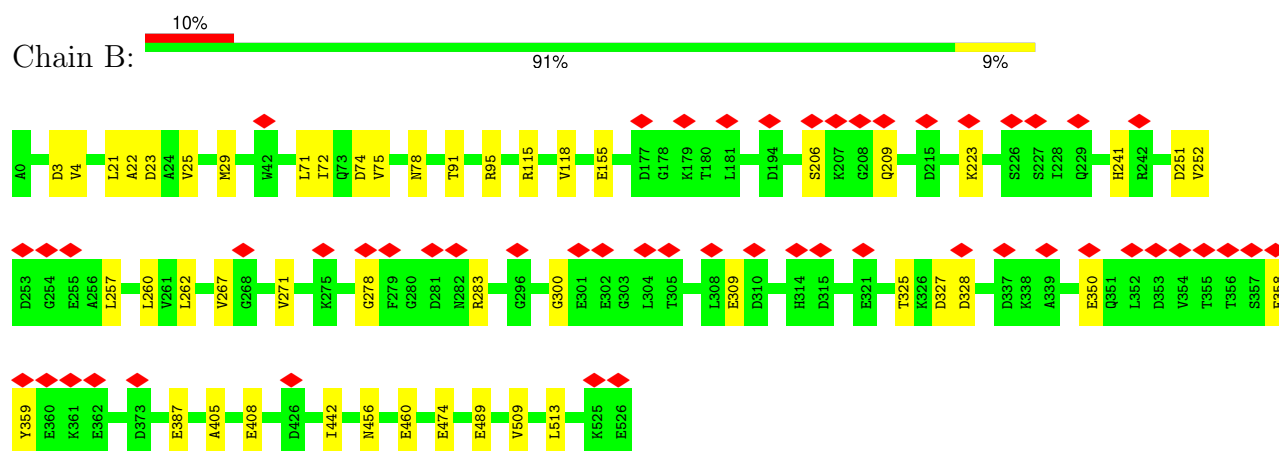 10%
Chain B:
91% 9%
A0 D3 V4 L21 A22 D23 A24 V25 M29 W42 L71 I72 Q73 D74 V75 N78 T91 R95 R115 V118 E155 D177 G178 K179 T180 L181 D194 S206 K207 G208 Q209 D215 K223 S226 S227 I228 Q229 H241 R242 D251 V252
D253 G254 E255 A256 L257 L260 V261 L262 V267 G268 V271 K275 G278 F279 G280 D281 N282 R283 G296 G300 E301 E302 G303 L304 T305 L308 E309 D310 H314 D315 E321 T325 K326 D327 D328 D337 K338 A339 E350 Q351 L352 D353 V354 T355 T356 S357 E358
Y359 E360 K361 E362 D373 E387 A405 E408 D426 I442 N456 E460 E474 E489 V509 L513 K525 E526